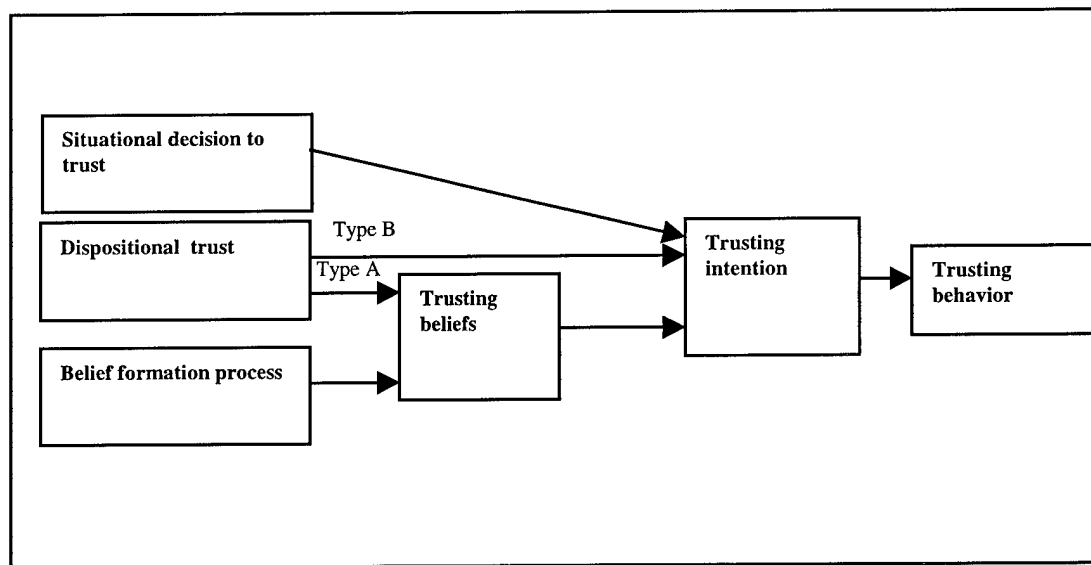 Situational decision to
trust
Dispositional trust
Type B
Type A
Trusting
beliefs
Belief formation process
Trusting
intention
Trusting
behavior